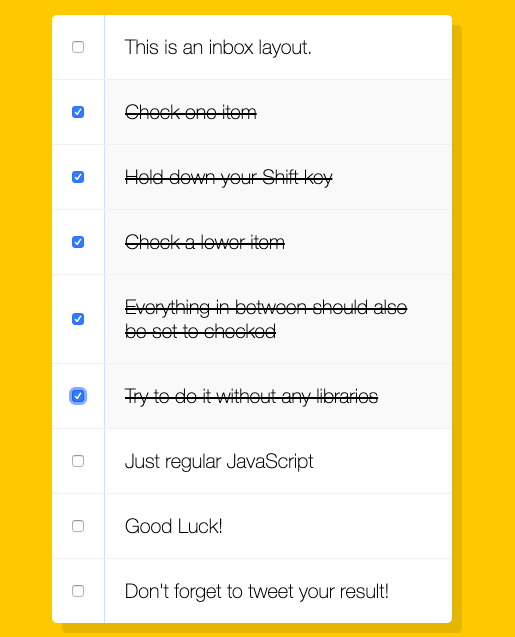 This is an inbox layout.
Check one item
Hold down your Shift key
Check a lower item
Everything in between should also
be set to checked
Try to do it without any libraries
Just regular JavaScript
Good Luck!
Don't forget to tweet your result!